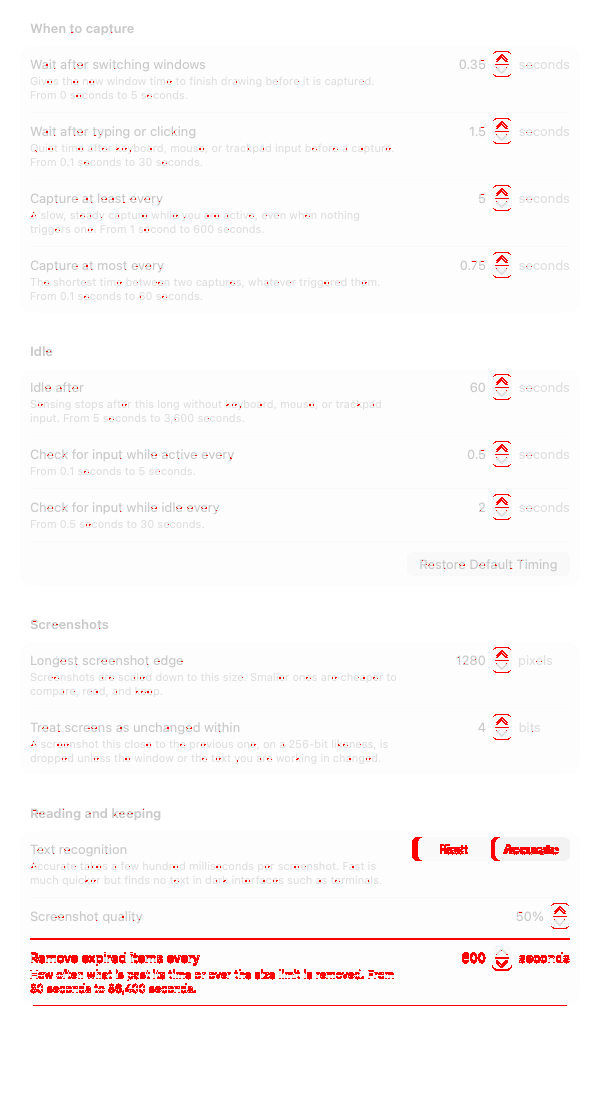 When to capture
Wait after switching windows
0.35 seconds
Gives the new window time to finish drawing before it is captured.
From 0 seconds to 5 seconds.
Wait after typing or clicking
1.5 seconds
Quiet time after keyboard, mouse, or trackpad input before a capture.
From 0.1 seconds to 30 seconds.
Capture at least every
5 seconds
A slow, steady capture while you are active, even when nothing
triggers one. From 1 second to 600 seconds.
Capture at most every
0.75 seconds
The shortest time between two captures, whatever triggered them.
From 0.1 seconds to 60 seconds.
Idle
Idle after
60 seconds
Sensing stops after this long without keyboard, mouse, or trackpad
input. From 5 seconds to 3,600 seconds.
Check for input while active every
0.5 seconds
From 0.1 seconds to 5 seconds.
Check for input while idle every
2 seconds
From 0.5 seconds to 30 seconds.
Restore Default Timing
Screenshots
Longest screenshot edge
1280 pixels
Screenshots are scaled down to this size. Smaller ones are cheaper to
compare, read, and keep.
Treat screens as unchanged within
4 bits
A screenshot this close to the previous one, on a 256-bit likeness, is
dropped unless the window or the text you are working in changed.
Reading and keeping
Text recognition
Accurate
Accurate takes a few hundred milliseconds per screenshot. Fast is
much quicker but finds no text in dark interfaces such as terminals.
Screenshot quality
50%
Remove expired items every
600 seconds
How often what is past its time or over the size limit is removed. From
60 seconds to 86,400 seconds.